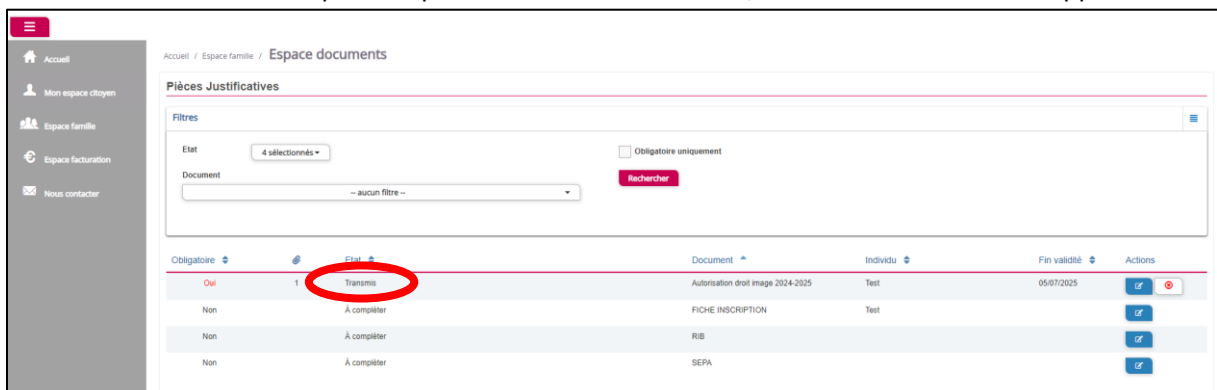 Accueil
Mon espace citoyen
Espace famille
Espace facturation
Nous contacter
Accueil / Espace famille / Espace documents
Pièces Justificatives
Filtres
Etat 4 sélectionnés Obligatoire uniquement
Document Rechercher
-- aucun filtre --
Obligatoire Etat Document Individu Fin validité Actions
Oui 1 Transmis Autorisation droit image 2024-2025 Test 05/07/2025
Non À compléter FICHE INSCRIPTION Test
Non À compléter RIB
Non À compléter SEPA